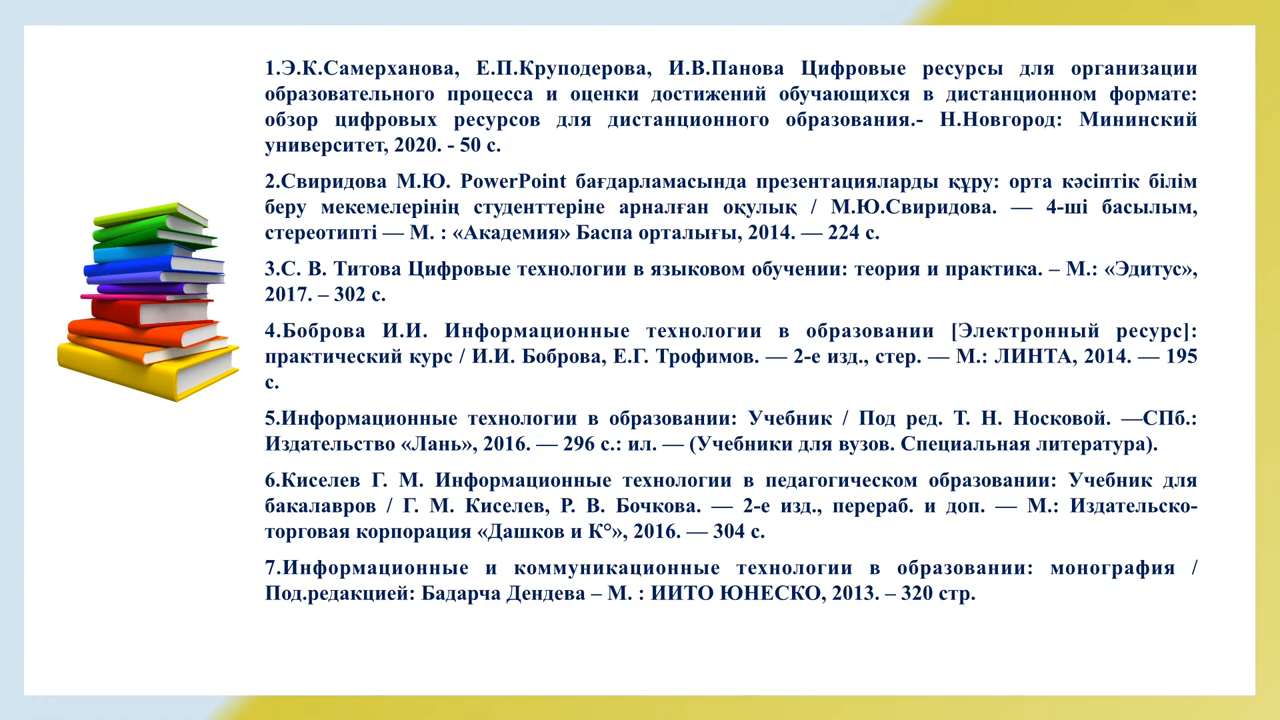 1.Э.К.Самерханова, Е.П.Круподерова, И.В.Панова Цифровые ресурсы для организации
образовательного процесса и оценки достижений обучающихся в дистанционном формате:
обзор цифровых ресурсов для дистанционного образования.- Н.Новгород: Мининский
университет, 2020. - 50 с.
2.Свиридова М.Ю. PowerPoint бағдарламасында презентацияларды құру: орта кәсіптік білім
беру мекемелерінің студенттеріне арналған оқулық / М.Ю.Свиридова. — 4-ші басылым,
стереотипті — М. : «Академия» Баспа орталығы, 2014. — 224 с.
3.С. В. Титова Цифровые технологии в языковом обучении: теория и практика. – М.: «Эдитус»,
2017. – 302 с.
4.Боброва И.И. Информационные технологии в образовании [Электронный ресурс]:
практический курс / И.И. Боброва, Е.Г. Трофимов. — 2-е изд., стер. — М.: ЛИНТА, 2014. — 195
с.
5.Информационные технологии в образовании: Учебник / Под ред. Т. Н. Носковой. —СПб.:
Издательство «Лань», 2016. — 296 с.: ил. — (Учебники для вузов. Специальная литература).
6.Киселев Г. М. Информационные технологии в педагогическом образовании: Учебник для
бакалавров / Г. М. Киселев, Р. В. Бочкова. — 2-е изд., перераб. и доп. — М.: Издательско-
торговая корпорация «Дашков и К°», 2016. — 304 с.
7.Информационные и коммуникационные технологии в образовании: монография /
Под.редакцией: Бадарча Дендева – М. : ИИТО ЮНЕСКО, 2013. – 320 стр.